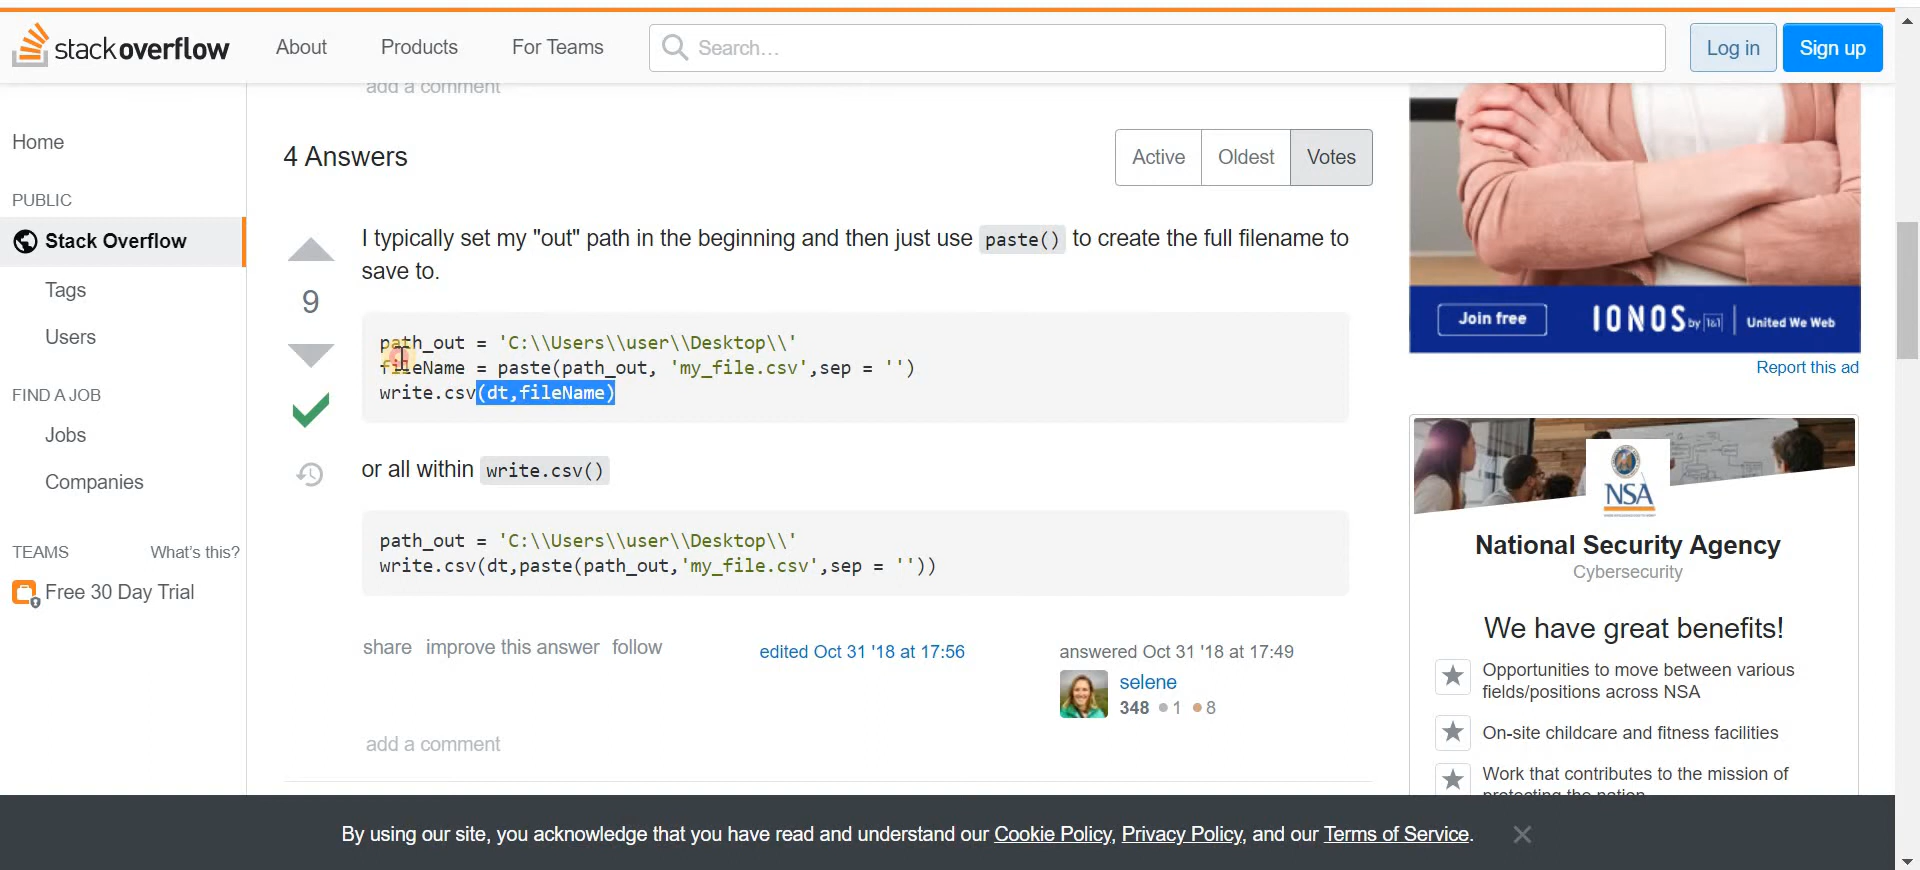 stackoverflow
About
Products
For Teams
Search...
Log in
Sign up
add a comment
Home
PUBLIC
Stack Overflow
Tags
Users
FIND A JOB
Jobs
Companies
TEAMS
What's this?
Free 30 Day Trial
4 Answers
Active
Oldest
Votes
9
I typically set my "out" path in the beginning and then just use paste() to create the full filename to
save to.
path_out = 'C:\\Users\\user\\Desktop\\'
fileName = paste(path_out, 'my_file.csv',sep = '')
write.csv(dt,fileName)
or all within write.csv()
path_out = 'C:\\Users\\user\\Desktop\\'
write.csv(dt,paste(path_out,'my_file.csv',sep = ''))
share improve this answer follow
edited Oct 31 '18 at 17:56
answered Oct 31 '18 at 17:49
selene
348 1 8
add a comment
Join free
IONOS by 1&1
United We Web
Report this ad
NSA
National Security Agency
Cybersecurity
We have great benefits!
Opportunities to move between various
fields/positions across NSA
On-site childcare and fitness facilities
Work that contributes to the mission of
protecting the nation
By using our site, you acknowledge that you have read and understand our Cookie Policy, Privacy Policy, and our Terms of Service.